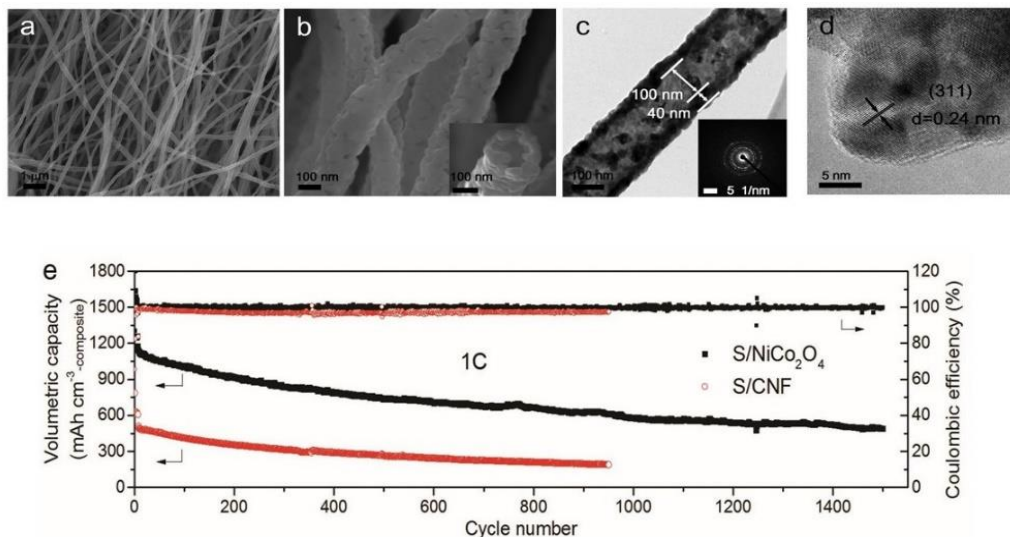 a
1 μm
b
100 nm
100 nm
c
100 nm
40 nm
100 nm
5 1/nm
d
(311)
d=0.24 nm
5 nm
e
1C
S/NiCo₂O₄
S/CNF
Volumetric capacity
(mAh cm⁻³-composite)
1800
1500
1200
900
600
300
0
Coulombic efficiency (%)
120
100
80
60
40
20
0
0 200 400 600 800 1000 1200 1400
Cycle number